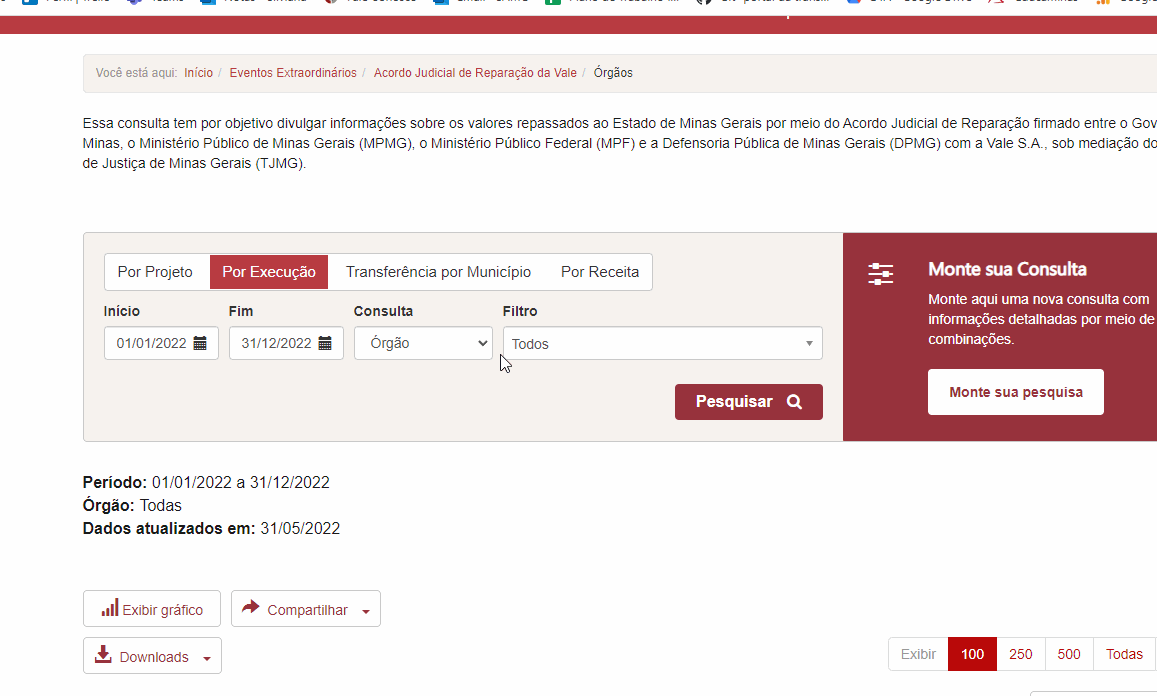 Você está aqui: Início / Eventos Extraordinários / Acordo Judicial de Reparação da Vale / Órgãos
Essa consulta tem por objetivo divulgar informações sobre os valores repassados ao Estado de Minas Gerais por meio do Acordo Judicial de Reparação firmado entre o Gov
Minas, o Ministério Público de Minas Gerais (MPMG), o Ministério Público Federal (MPF) e a Defensoria Pública de Minas Gerais (DPMG) com a Vale S.A., sob mediação do
de Justiça de Minas Gerais (TJMG).
Por Projeto Por Execução Transferência por Município Por Receita
Início Fim Consulta Filtro
01/01/2022 31/12/2022 Órgão Todos
Pesquisar
Monte sua Consulta
Monte aqui uma nova consulta com
informações detalhadas por meio de
combinações.
Monte sua pesquisa
Período: 01/01/2022 a 31/12/2022
Órgão: Todas
Dados atualizados em: 31/05/2022
Exibir gráfico Compartilhar
Downloads
Exibir 100 250 500 Todas